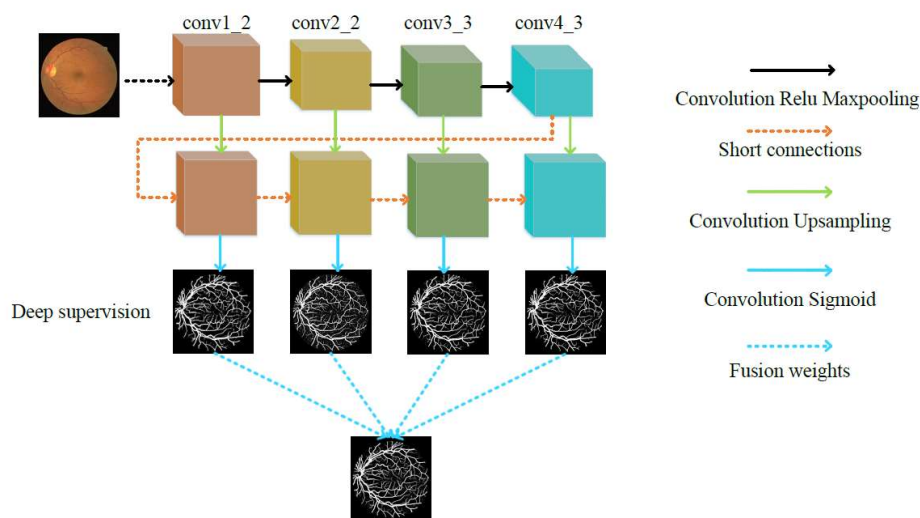 conv1_2
conv2_2
conv3_3
conv4_3
Convolution Relu Maxpooling
Short connections
Convolution Upsampling
Convolution Sigmoid
Deep supervision
Fusion weights